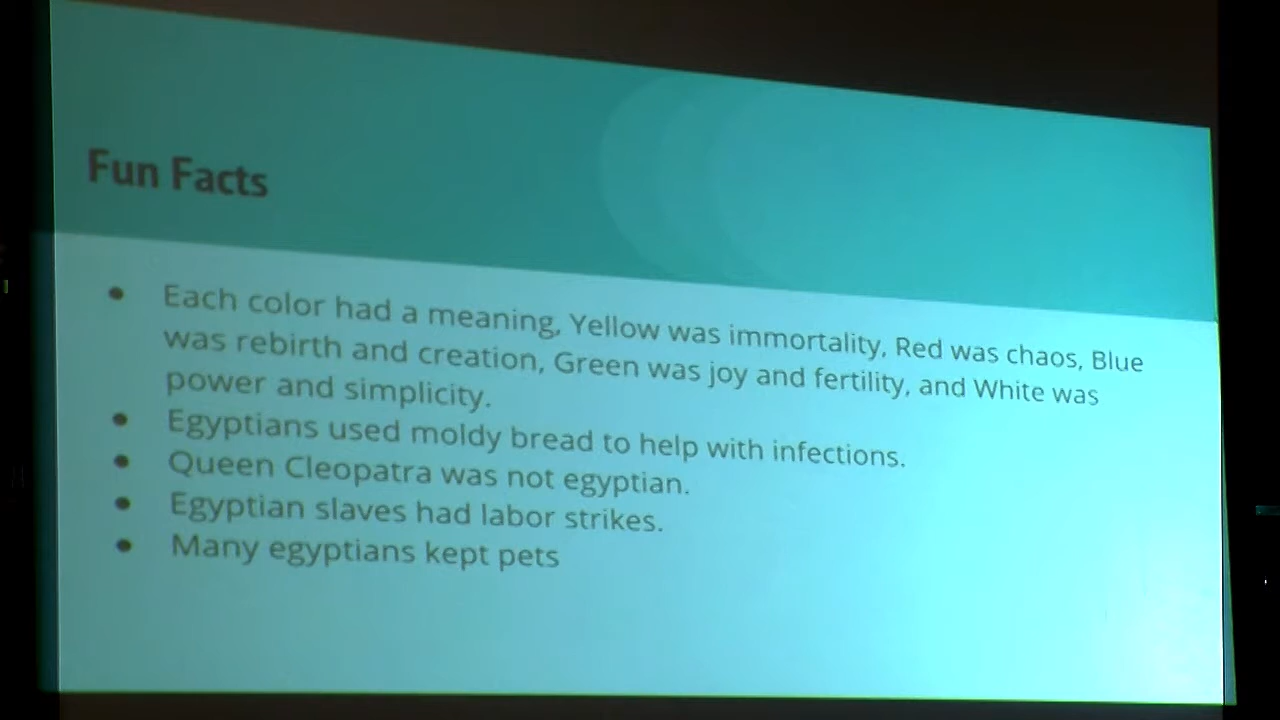 Fun Facts
● Each color had a meaning, Yellow was immortality, Red was chaos, Blue
was rebirth and creation, Green was joy and fertility, and White was
power and simplicity.
● Egyptians used moldy bread to help with infections.
● Queen Cleopatra was not egyptian.
● Egyptian slaves had labor strikes.
● Many egyptians kept pets